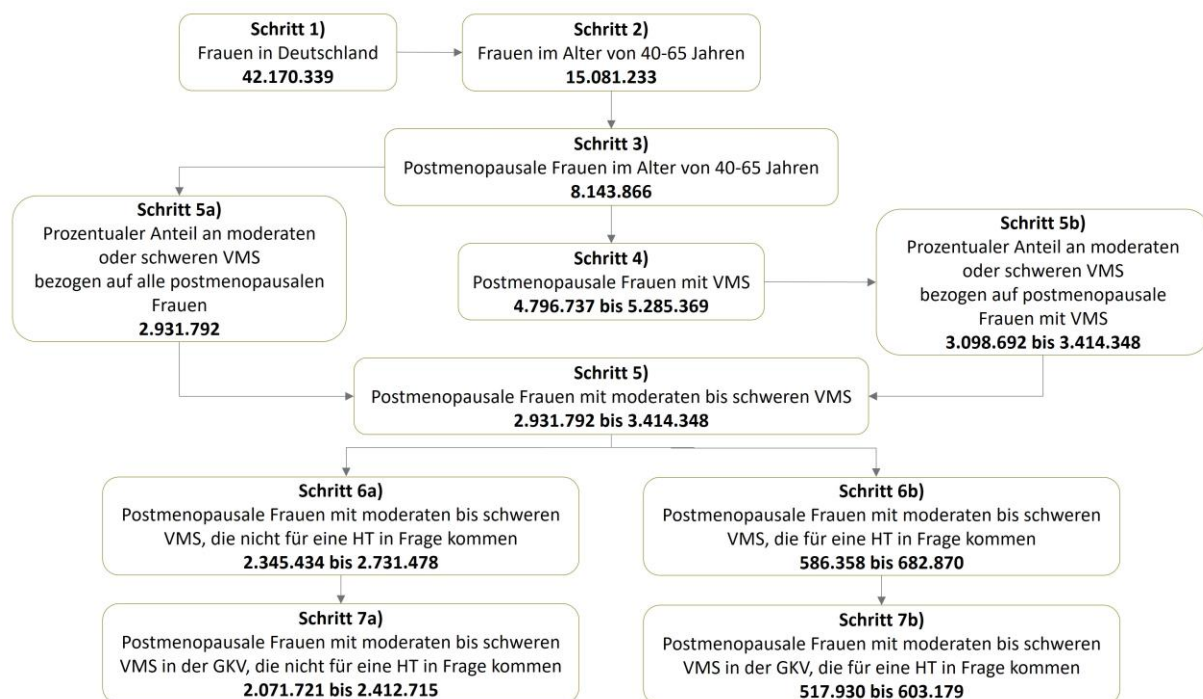 Schritt 1)
Frauen in Deutschland
42.170.339
Schritt 2)
Frauen im Alter von 40-65 Jahren
15.081.233
Schritt 3)
Postmenopausale Frauen im Alter von 40-65 Jahren
8.143.866
Schritt 5a)
Prozentualer Anteil an moderaten
oder schweren VMS
bezogen auf alle postmenopausalen
Frauen
2.931.792
Schritt 4)
Postmenopausale Frauen mit VMS
4.796.737 bis 5.285.369
Schritt 5b)
Prozentualer Anteil an moderaten
oder schweren VMS
bezogen auf postmenopausale
Frauen mit VMS
3.098.692 bis 3.414.348
Schritt 5)
Postmenopausale Frauen mit moderaten bis schweren VMS
2.931.792 bis 3.414.348
Schritt 6a)
Postmenopausale Frauen mit moderaten bis schweren
VMS, die nicht für eine HT in Frage kommen
2.345.434 bis 2.731.478
Schritt 6b)
Postmenopausale Frauen mit moderaten bis schweren
VMS, die für eine HT in Frage kommen
586.358 bis 682.870
Schritt 7a)
Postmenopausale Frauen mit moderaten bis schweren
VMS in der GKV, die nicht für eine HT in Frage kommen
2.071.721 bis 2.412.715
Schritt 7b)
Postmenopausale Frauen mit moderaten bis schweren
VMS in der GKV, die für eine HT in Frage kommen
517.930 bis 603.179